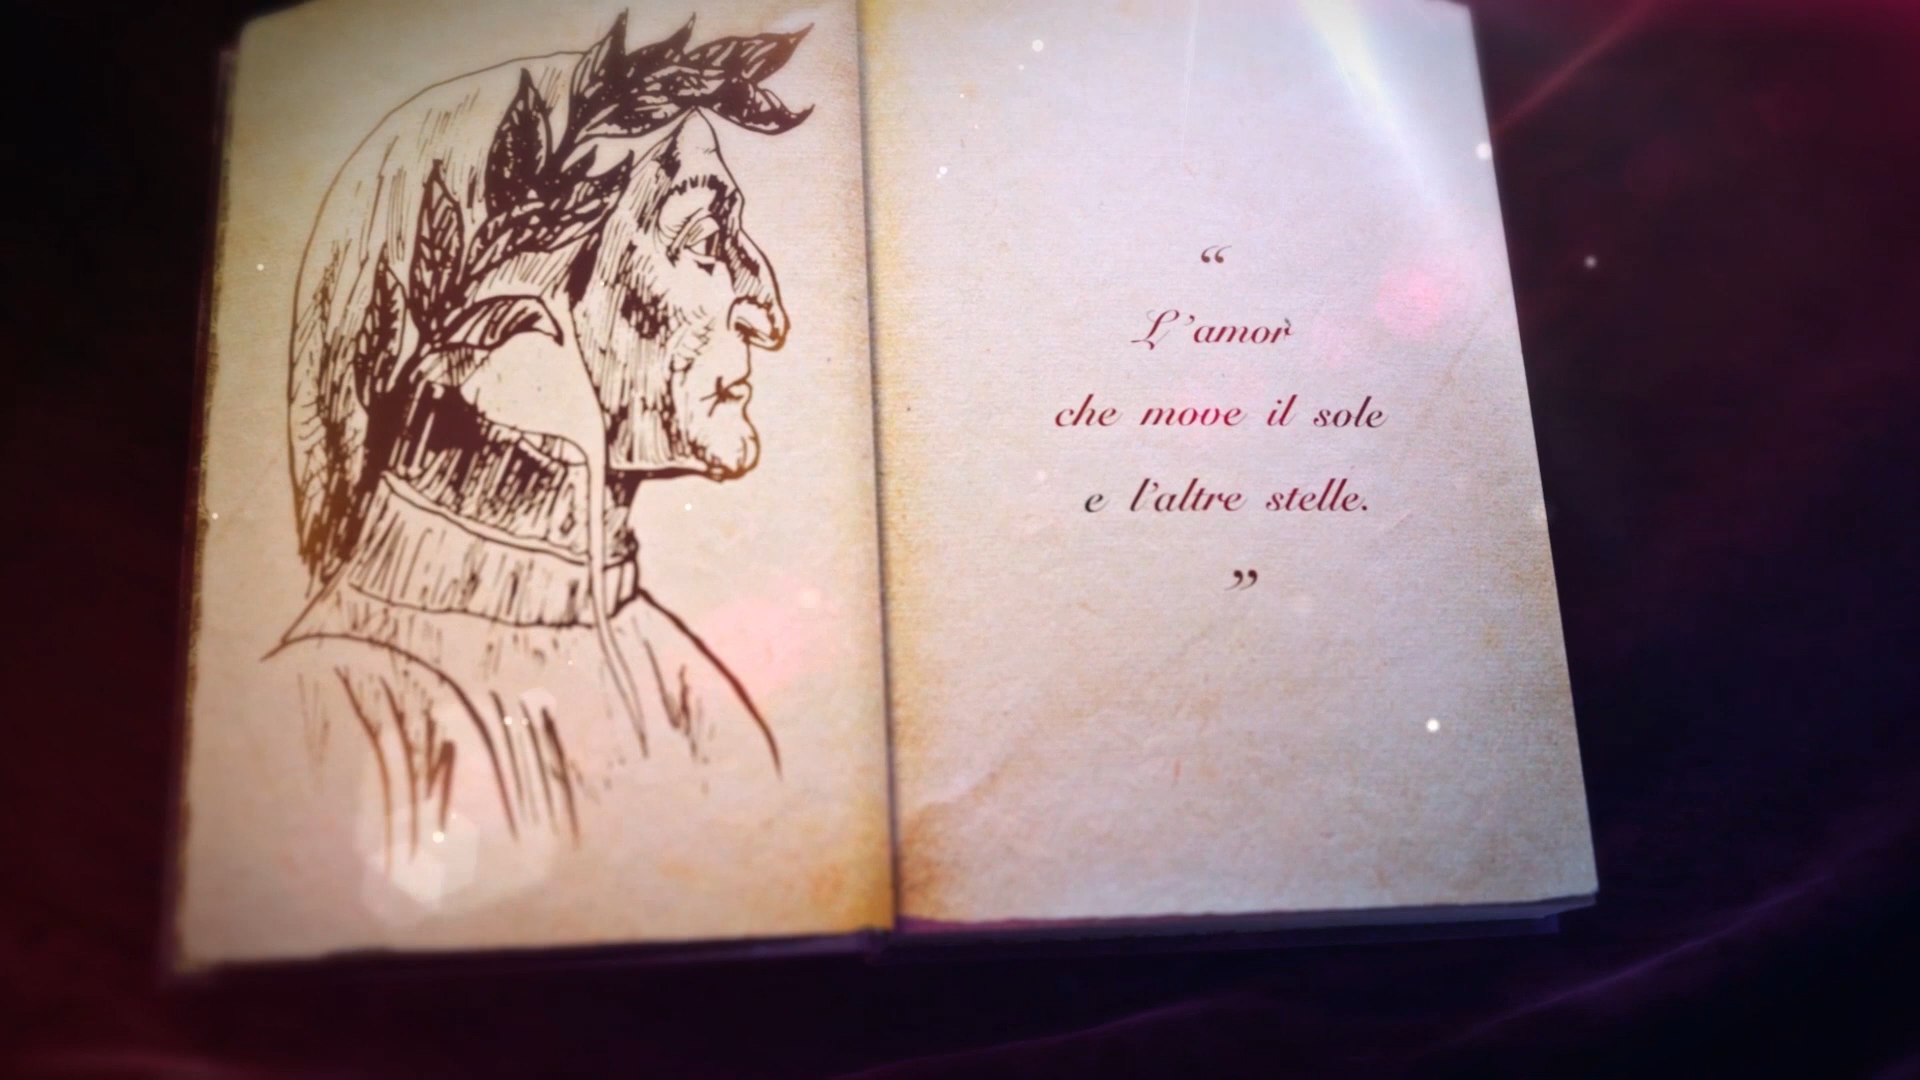 “
L’amor
che move il sole
e l’altre stelle.
”